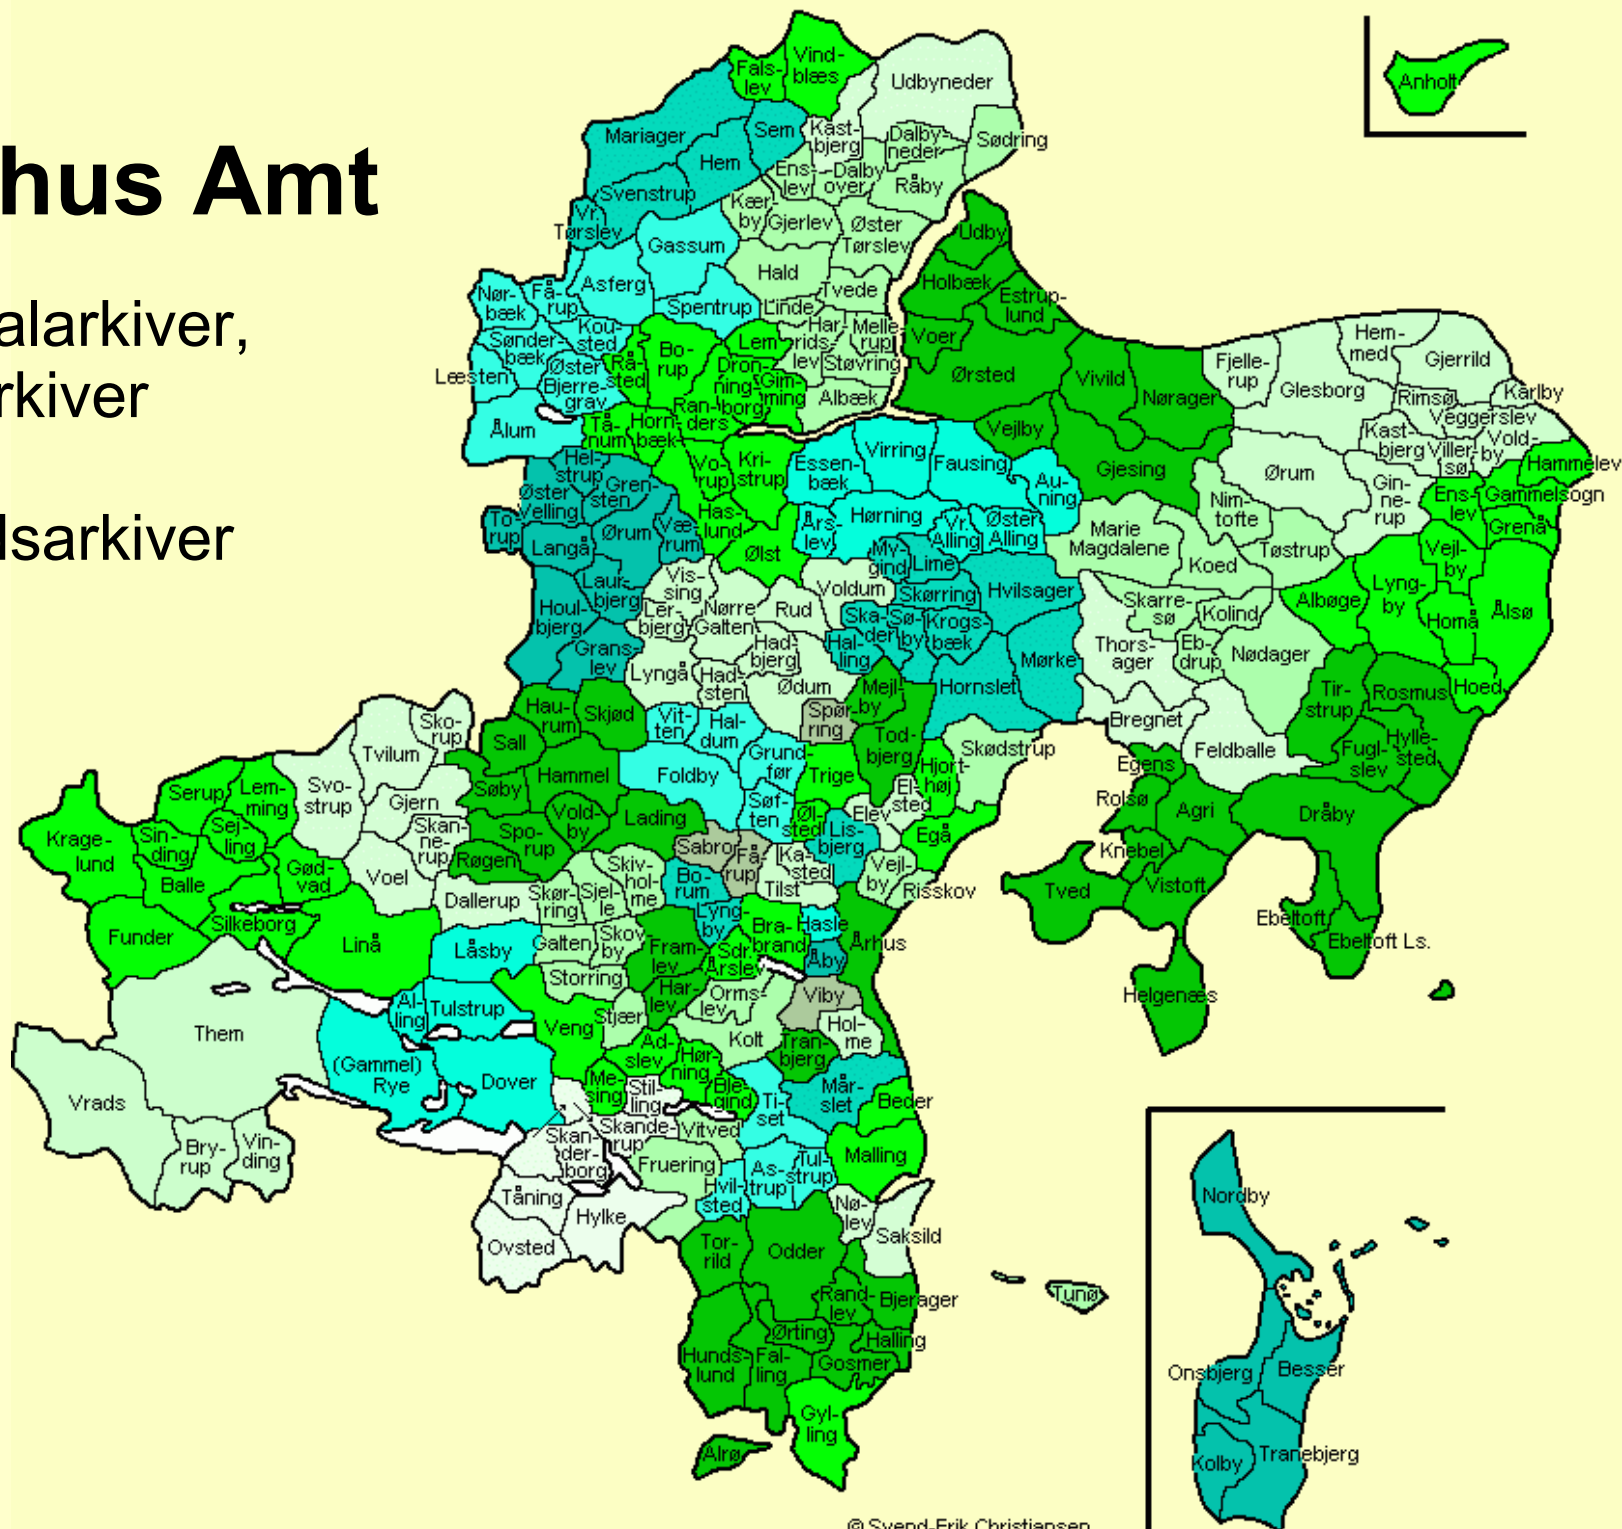 hus Amt
alarkiver,
rkiver
lsarkiver
Anholt
Vind-
blæs
Fals-
lev
Udbyneder
Mariager
Sem
Kast-
bjerg
Dalby-
neder
Sødring
Hem
Ens-
lev
Dalby
over
Råby
Svenstrup
Vr.
Tørslev
Kær-
by
Gjerlev
Øster
Tørslev
Gassum
Udby
Hald
Holbæk
Asferg
Tvede
Nør-
bæk
Få-
rup
Spentrup
Linde
Estrup-
lund
Kou-
sted
Sønder-
bæk
Lem
Har-
rids-
lev
Melle-
rup
Voer
Hem-
med
Bo-
rup
Rå-
sted
Øster
Bjerre-
grav
Læsten
Dron-
ning-
borg
Gim-
ming
Støvring
Ørsted
Vivild
Nørager
Fjelle-
rup
Glesborg
Gjerrild
Rimsø
Karlby
Albæk
Ran-
ders
Veggerslev
Ålum
Tå-
num
Horn-
bæk
Vejlby
Kast-
bjerg
Viller-
sø
Vold-
by
Hel-
strup
Vo-
rup
Kri-
strup
Essen-
bæk
Virring
Fausing
Gjesing
Ørum
Hammelev
Øster
Velling
Gren-
sten
Au-
ning
Gin-
ne-
rup
Ens-
lev
Gammelsogn
Nim-
tofte
To-
rup
Langå
Ørum
Væ-
rum
Has-
lund
Års-
lev
Hørning
Vr.
Alling
Øster
Alling
Marie
Magdalene
Grenå
Ølst
My-
gind
Lime
Koed
Tøstrup
Vejl-
by
Laur-
bjerg
Vis-
sing
Voldum
Skørring
Hvilsager
Lyng-
by
Houl-
bjerg
Ler-
bjerg
Nørre
Galten
Rud
Ska-
der
Sø-
by
Krogs-
bæk
Skarre-
sø
Kolind
Albøge
Homå
Ålsø
Grans-
lev
Had-
bjerg
Hal-
ling
Mørke
Thors-
ager
Eb-
drup
Nødager
Lyngå
Had-
sten
Ødum
Mejl-
by
Hornslet
Tir-
strup
Rosmus
Hoed
Hau-
rum
Skjød
Spør-
ring
Bregnet
Sko-
rup
Vit-
ten
Hal-
dum
Tod-
bjerg
Skødstrup
Feldballe
Hylle-
sted
Fugl-
slev
Sall
Tvilum
Grund-
før
Egens
Hammel
Foldby
Trige
Hjort-
høj
Søby
Serup
Lem-
ming
Svo-
strup
Gjern
El-
sted
Rolsø
Agri
Dråby
Vold-
by
Lading
Søf-
ten
Øl-
sted
Elev
Krage-
lund
Sin-
ding
Sej-
ling
Skan-
ne-
rup
Spo-
rup
Lis-
bjerg
Egå
Sabro
Få-
rup
Ka-
sted
Knebel
Røgen
Gød-
vad
Voel
Skiv-
hol-
me
Tilst
Vejl-
by
Risskov
Tved
Vistoft
Balle
Dallerup
Skør-
ring
Sjel-
le
Bo-
rum
Ebeltoft
Silkeborg
Lyng-
by
Bra-
brand
Hasle
Århus
Ebeltoft Ls.
Funder
Linå
Låsby
Galten
Skov-
by
Fram-
lev
Sdr.
Årslev
Åby
Storring
Har-
lev
Orms-
lev
Viby
Helgenæs
Al-
ling
Tulstrup
Veng
Stjær
Hol-
me
Them
Kolt
Tran-
bjerg
(Gammel)
Rye
Dover
Ad-
slev
Hør-
ning
Vrads
Me-
sing
Stil-
ling
Ble-
gind
Ti-
set
Mår-
slet
Beder
Skande-
rup
Vitved
Bry-
rup
Vin-
ding
Skan-
der-
borg
Fruering
As-
trup
Tul-
strup
Malling
Tåning
Hvil-
sted
Nordby
Hylke
Nø-
lev
Saksild
Ovsted
Tor-
rild
Odder
Rand-
lev
Bjerager
Tunø
Ørting
Halling
Hunds-
lund
Fal-
ling
Gosmer
Onsbjerg
Besser
Gyl-
ling
Alrø
Kolby
Tranebjerg
© Svend-Erik Christiansen